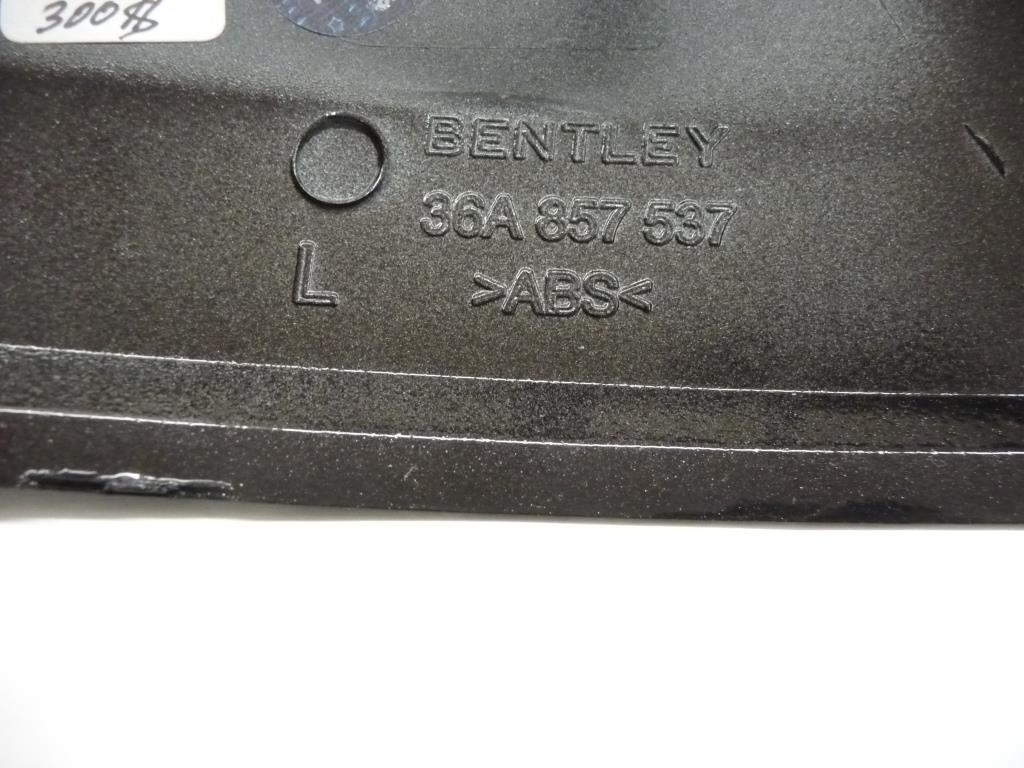 300$
BENTLEY
36A 857 537
L
>ABS<